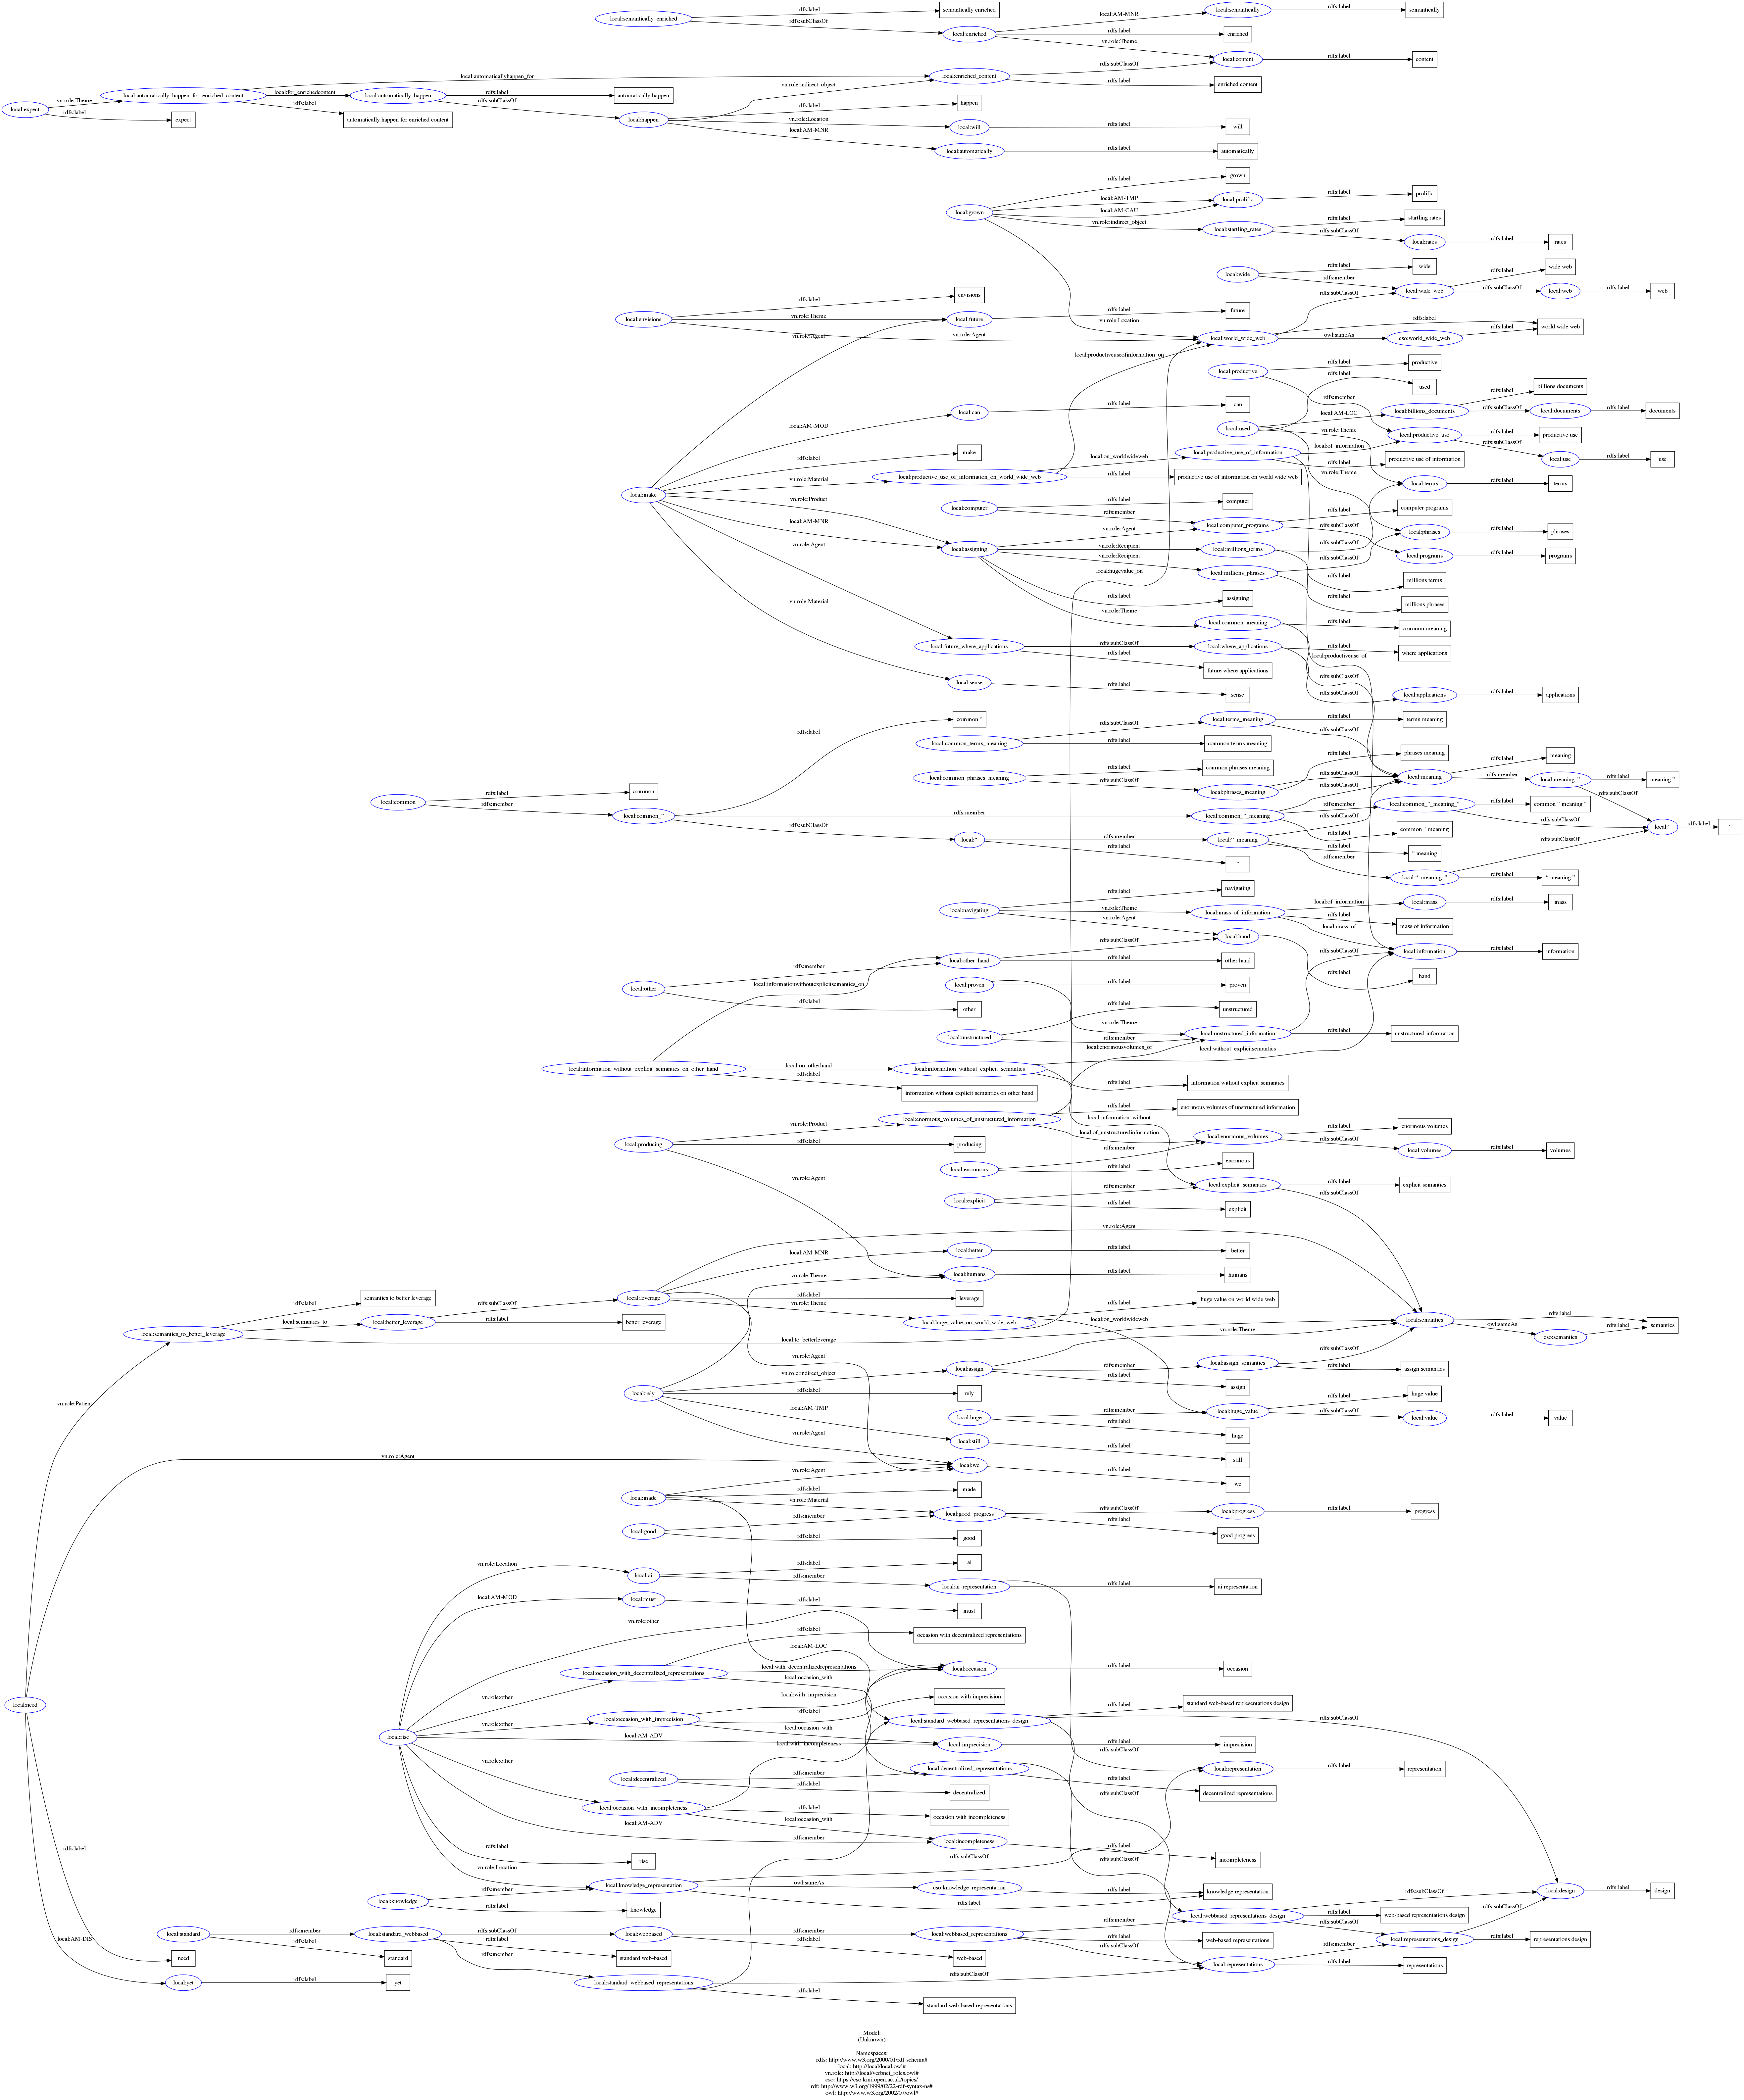 local:semantically_enriched
rdfs:label
semantically enriched
rdfs:subClassOf
local:enriched
local:AM-MNR
local:semantically
rdfs:label
semantically
rdfs:label
enriched
vn.role:Theme
local:content
rdfs:label
content
local:expect
vn.role:Theme
rdfs:label
expect
local:automatically_happen_for_enriched_content
local:automaticallyhappen_for
local:for_enrichedcontent
rdfs:label
automatically happen for enriched content
local:automatically_happen
rdfs:label
automatically happen
rdfs:subClassOf
local:enriched_content
rdfs:subClassOf
rdfs:label
enriched content
local:happen
vn.role:indirect_object
rdfs:label
happen
vn.role:Location
local:will
rdfs:label
will
local:AM-MNR
local:automatically
rdfs:label
automatically
local:grown
rdfs:label
grown
local:AM-TMP
local:AM-CAU
local:prolific
rdfs:label
prolific
vn.role:indirect_object
local:startling_rates
rdfs:label
startling rates
rdfs:subClassOf
local:rates
rdfs:label
rates
vn.role:Location
local:wide
rdfs:label
wide
rdfs:member
local:wide_web
rdfs:label
wide web
rdfs:subClassOf
local:web
rdfs:label
web
local:envisions
rdfs:label
envisions
vn.role:Theme
local:future
rdfs:label
future
vn.role:Agent
vn.role:Agent
local:world_wide_web
rdfs:subClassOf
rdfs:label
world wide web
owl:sameAs
cso:world_wide_web
rdfs:label
local:productiveuseofinformation_on
local:productive
rdfs:label
productive
rdfs:member
local:used
rdfs:label
used
local:AM-LOC
local:billions_documents
rdfs:label
billions documents
rdfs:subClassOf
local:documents
rdfs:label
documents
vn.role:Theme
vn.role:Theme
local:productive_use
rdfs:label
productive use
rdfs:subClassOf
local:use
rdfs:label
use
local:make
local:AM-MOD
local:can
rdfs:label
can
rdfs:label
make
vn.role:Material
local:productive_use_of_information_on_world_wide_web
local:on_worldwideweb
rdfs:label
productive use of information on world wide web
local:productive_use_of_information
local:of_information
rdfs:label
productive use of information
local:productiveuse_of
local:terms
rdfs:label
terms
vn.role:Product
local:AM-MNR
local:computer
rdfs:label
computer
rdfs:member
local:computer_programs
rdfs:label
computer programs
rdfs:subClassOf
local:programs
rdfs:label
programs
local:phrases
rdfs:label
phrases
local:assigning
vn.role:Agent
vn.role:Recipient
local:millions_terms
rdfs:subClassOf
rdfs:label
millions terms
vn.role:Recipient
local:millions_phrases
rdfs:subClassOf
rdfs:label
millions phrases
rdfs:label
assigning
vn.role:Theme
local:common_meaning
rdfs:label
common meaning
rdfs:subClassOf
local:hugevalue_on
vn.role:Agent
local:future_where_applications
rdfs:subClassOf
local:where_applications
rdfs:label
where applications
rdfs:label
future where applications
rdfs:subClassOf
local:applications
rdfs:label
applications
vn.role:Material
local:sense
rdfs:label
sense
local:common_terms_meaning
rdfs:subClassOf
local:terms_meaning
rdfs:label
terms meaning
rdfs:subClassOf
rdfs:label
common terms meaning
local:common_phrases_meaning
rdfs:label
common phrases meaning
rdfs:subClassOf
local:phrases_meaning
rdfs:label
phrases meaning
rdfs:subClassOf
local:meaning
rdfs:label
meaning
rdfs:member
local:meaning_"
rdfs:label
meaning "
rdfs:subClassOf
local:common
rdfs:label
common
rdfs:member
local:common_"
rdfs:label
common "
rdfs:member
local:common_"_meaning
rdfs:subClassOf
rdfs:member
local:common_"_meaning_"
rdfs:label
common " meaning "
rdfs:subClassOf
rdfs:label
common " meaning
rdfs:subClassOf
local:"
rdfs:member
local:"_meaning
rdfs:subClassOf
rdfs:label
" meaning
rdfs:label
"
rdfs:member
local:"_meaning_"
rdfs:label
" meaning "
rdfs:subClassOf
local:"
rdfs:label
"
local:navigating
rdfs:label
navigating
vn.role:Theme
local:mass_of_information
local:of_information
local:mass
rdfs:label
mass
rdfs:label
mass of information
local:mass_of
vn.role:Agent
local:hand
rdfs:label
hand
local:information
rdfs:label
information
local:other
rdfs:member
local:other_hand
rdfs:subClassOf
rdfs:label
other hand
rdfs:label
other
local:informationwithoutexplicitsemantics_on
local:proven
rdfs:label
proven
vn.role:Theme
local:unstructured
rdfs:label
unstructured
rdfs:member
local:unstructured_information
rdfs:subClassOf
rdfs:label
unstructured information
local:information_without_explicit_semantics_on_other_hand
local:on_otherhand
rdfs:label
information without explicit semantics on other hand
local:information_without_explicit_semantics
local:without_explicitsemantics
rdfs:label
information without explicit semantics
local:information_without
local:enormousvolumes_of
local:producing
vn.role:Product
local:enormous_volumes_of_unstructured_information
rdfs:label
enormous volumes of unstructured information
local:of_unstructuredinformation
rdfs:label
producing
vn.role:Agent
local:enormous
rdfs:member
local:enormous_volumes
rdfs:label
enormous volumes
rdfs:subClassOf
local:volumes
rdfs:label
volumes
rdfs:label
enormous
local:explicit
rdfs:member
local:explicit_semantics
rdfs:label
explicit semantics
rdfs:subClassOf
rdfs:label
explicit
local:semantics_to_better_leverage
rdfs:label
semantics to better leverage
local:semantics_to
local:better_leverage
rdfs:subClassOf
rdfs:label
better leverage
local:to_betterleverage
local:leverage
vn.role:Agent
local:AM-MNR
local:better
rdfs:label
better
vn.role:Theme
local:humans
rdfs:label
humans
rdfs:label
leverage
vn.role:Theme
local:huge_value_on_world_wide_web
rdfs:label
huge value on world wide web
local:on_worldwideweb
vn.role:Agent
local:semantics
rdfs:label
semantics
owl:sameAs
cso:semantics
rdfs:label
local:rely
vn.role:indirect_object
local:assign
vn.role:Theme
rdfs:member
local:assign_semantics
rdfs:subClassOf
rdfs:label
assign semantics
rdfs:label
assign
rdfs:label
rely
local:AM-TMP
local:still
rdfs:label
still
vn.role:Agent
local:huge
rdfs:member
local:huge_value
rdfs:label
huge value
rdfs:subClassOf
local:value
rdfs:label
value
rdfs:label
huge
local:need
vn.role:Patient
vn.role:Agent
local:we
rdfs:label
we
rdfs:label
need
local:AM-DIS
local:yet
rdfs:label
yet
local:made
vn.role:Agent
rdfs:label
made
vn.role:Material
local:good_progress
rdfs:subClassOf
local:progress
rdfs:label
progress
rdfs:label
good progress
local:AM-LOC
local:good
rdfs:member
rdfs:label
good
local:rise
vn.role:Location
local:ai
rdfs:label
ai
rdfs:member
local:ai_representation
rdfs:label
ai representation
rdfs:subClassOf
local:AM-MOD
local:must
rdfs:label
must
vn.role:other
local:occasion
rdfs:label
occasion
vn.role:other
local:occasion_with_decentralized_representations
rdfs:label
occasion with decentralized representations
local:with_decentralizedrepresentations
local:occasion_with
vn.role:other
local:occasion_with_imprecision
local:with_imprecision
rdfs:label
occasion with imprecision
local:occasion_with
local:AM-ADV
local:imprecision
rdfs:label
imprecision
vn.role:other
local:occasion_with_incompleteness
local:with_incompleteness
rdfs:label
occasion with incompleteness
local:occasion_with
local:AM-ADV
local:incompleteness
rdfs:label
incompleteness
rdfs:label
rise
vn.role:Location
local:knowledge_representation
rdfs:subClassOf
owl:sameAs
cso:knowledge_representation
rdfs:label
knowledge representation
rdfs:label
local:standard_webbased_representations_design
rdfs:label
standard web-based representations design
rdfs:subClassOf
rdfs:subClassOf
local:representation
rdfs:label
representation
local:decentralized
rdfs:member
local:decentralized_representations
rdfs:label
decentralized representations
rdfs:subClassOf
rdfs:label
decentralized
local:knowledge
rdfs:member
rdfs:label
knowledge
local:standard
rdfs:member
local:standard_webbased
rdfs:label
standard
rdfs:subClassOf
local:webbased
rdfs:label
standard web-based
rdfs:member
local:standard_webbased_representations
rdfs:member
rdfs:subClassOf
rdfs:label
standard web-based representations
rdfs:member
local:webbased_representations
rdfs:label
web-based
rdfs:member
local:webbased_representations_design
rdfs:subClassOf
rdfs:label
web-based representations design
rdfs:subClassOf
rdfs:label
web-based representations
rdfs:subClassOf
local:representations
rdfs:member
local:representations_design
rdfs:subClassOf
rdfs:label
representations design
rdfs:label
representations
local:design
rdfs:label
design
Model:
(Unknown)
Namespaces:
rdfs: http://www.w3.org/2000/01/rdf-schema#
local: http://local/local.owl#
vn.role: http://local/verbnet_roles.owl#
cso: https://cso.kmi.open.ac.uk/topics/
rdf: http://www.w3.org/1999/02/22-rdf-syntax-ns#
owl: http://www.w3.org/2002/07/owl#